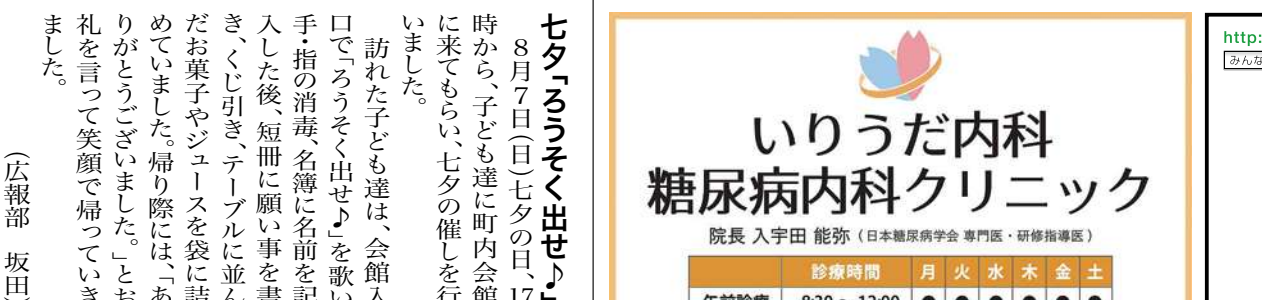 七夕「ろうそく出せ♪」
８月７日（日）七夕の日、17
時から、子ども達に町内会館
に来てもらい、七夕の催しを行
いました。
訪れた子ども達は、会館入
口で「ろうそく出せ♪」を歌い
手・指の消毒、名簿に名前を記
入した後、短冊に願い事を書
き、くじ引き、テーブルに並ん
だお菓子やジュースを袋に詰
めていました。帰り際には、「あ
りがとうございました。」とお
礼を言って笑顔で帰っていき
ました。
（広報部　坂田）
いりうだ内科
糖尿病内科クリニック
院長 入宇田 能弥（日本糖尿病学会 専門医・研修指導医）
診療時間 月 火 水 木 金 土
午前診療 8:30～12:00 ● ● ● ● ● ●
http:
みんな